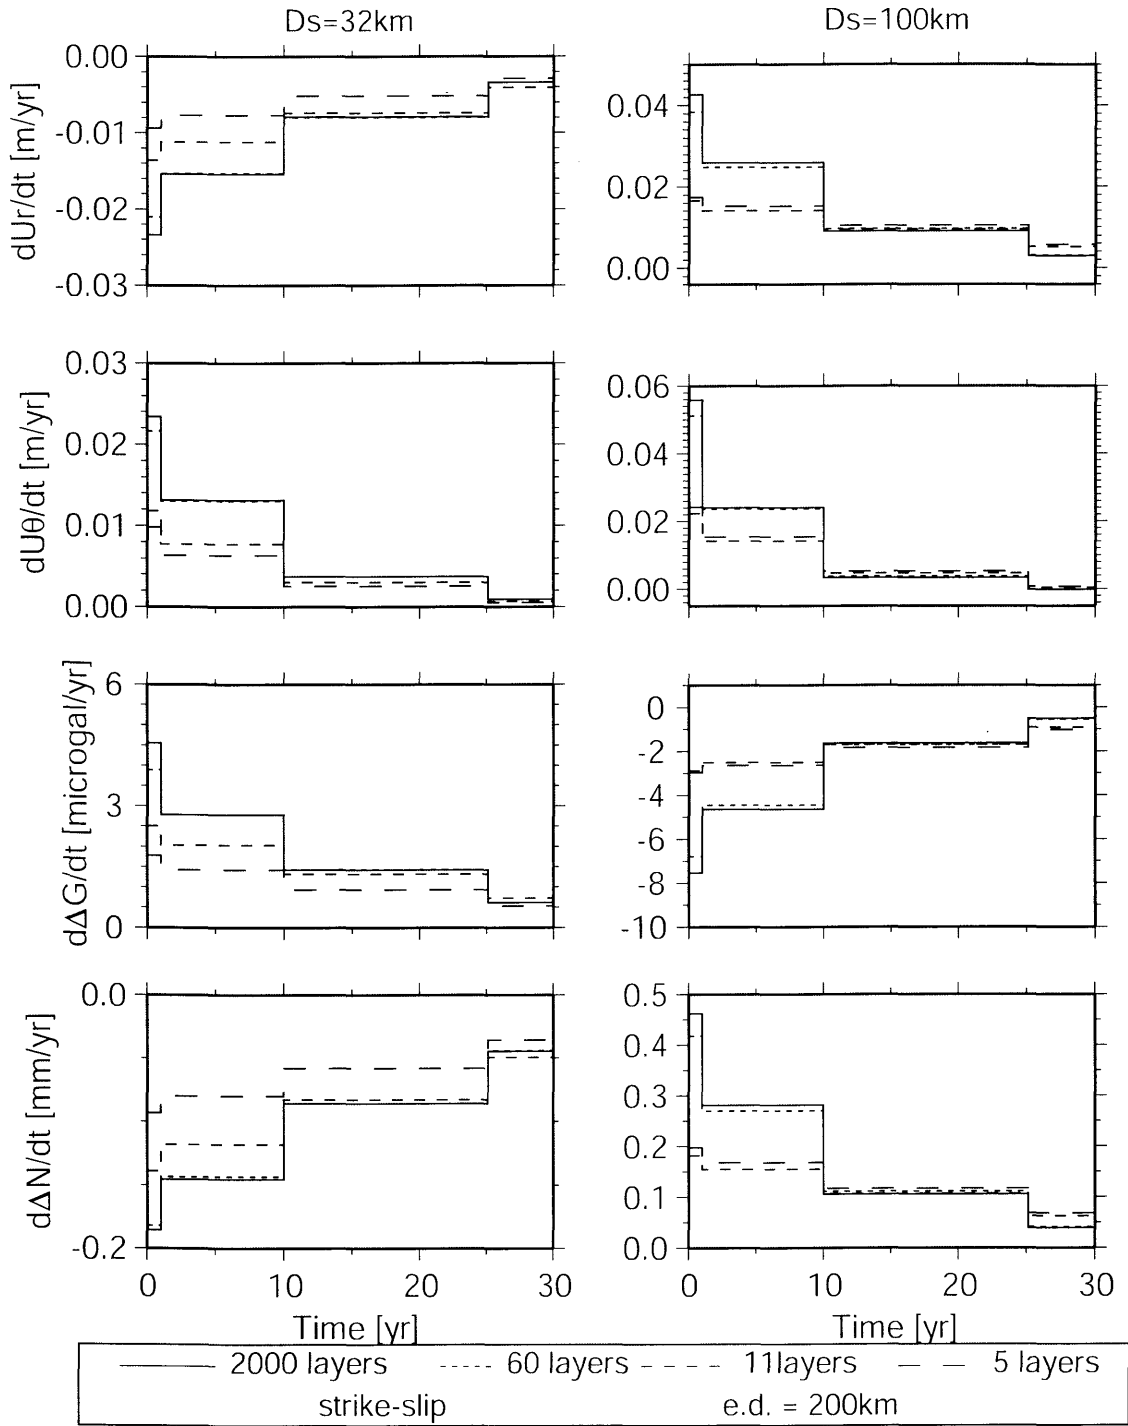 Ds=32km
Ds=100km
dUr/dt [m/yr]
0.00
-0.01
-0.02
-0.03
0.04
0.02
0.00
dUθ/dt [m/yr]
0.03
0.02
0.01
0.00
0.06
0.04
0.02
0.00
dΔG/dt [microgal/yr]
6
3
0
0
-2
-4
-6
-8
-10
dΔN/dt [mm/yr]
0.0
-0.2
0.5
0.4
0.3
0.2
0.1
0.0
0 10 20 30
0 10 20 30
Time [yr]
Time [yr]
2000 layers 60 layers 11layers 5 layers
strike-slip e.d. = 200km